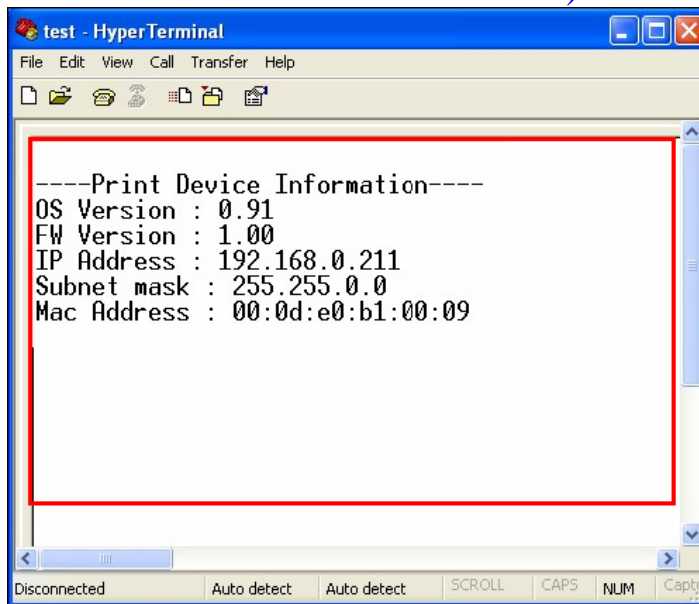 test - HyperTerminal
File Edit View Call Transfer Help
----Print Device Information----
OS Version : 0.91
FW Version : 1.00
IP Address : 192.168.0.211
Subnet mask : 255.255.0.0
Mac Address : 00:0d:e0:b1:00:09
Disconnected Auto detect Auto detect SCROLL CAPS NUM